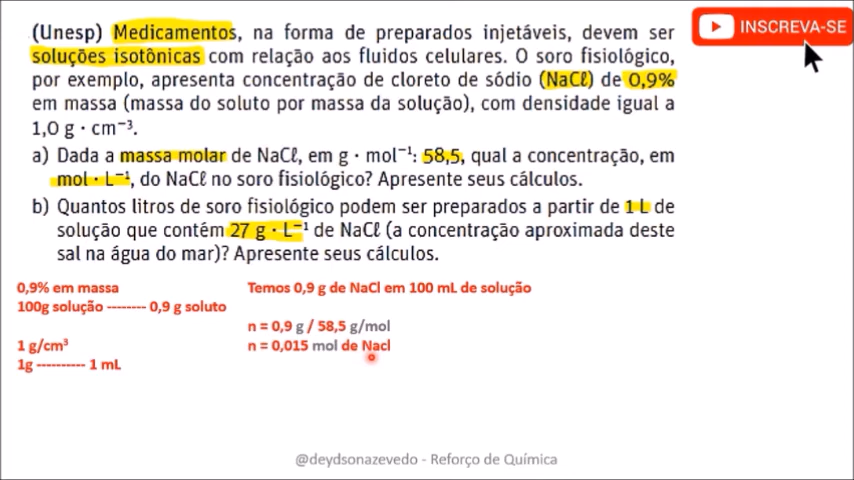 INSCREVA-SE
(Unesp) Medicamentos, na forma de preparados injetáveis, devem ser
soluções isotônicas com relação aos fluidos celulares. O soro fisiológico,
por exemplo, apresenta concentração de cloreto de sódio (NaCℓ) de 0,9%
em massa (massa do soluto por massa da solução), com densidade igual a
1,0 g · cm⁻³.
a) Dada a massa molar de NaCℓ, em g · mol⁻¹: 58,5, qual a concentração, em
mol · L⁻¹, do NaCℓ no soro fisiológico? Apresente seus cálculos.
b) Quantos litros de soro fisiológico podem ser preparados a partir de 1 L de
solução que contém 27 g · L⁻¹ de NaCℓ (a concentração aproximada deste
sal na água do mar)? Apresente seus cálculos.
0,9% em massa
100g solução -------- 0,9 g soluto
1 g/cm³
1g ---------- 1 mL
Temos 0,9 g de NaCl em 100 mL de solução
n = 0,9 g / 58,5 g/mol
n = 0,015 mol de Nacl
@deydsonazevedo - Reforço de Química